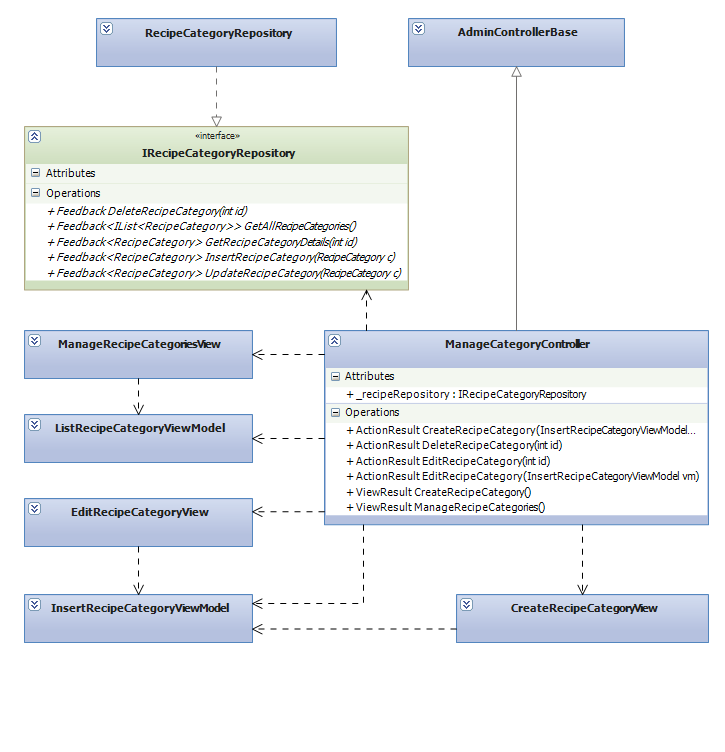 RecipeCategoryRepository
AdminControllerBase
«interface»
IRecipeCategoryRepository
Attributes
Operations
+ Feedback DeleteRecipeCategory(int id)
+ Feedback<IList<RecipeCategory>> GetAllRecipeCategories()
+ Feedback<RecipeCategory> GetRecipeCategoryDetails(int id)
+ Feedback<RecipeCategory> InsertRecipeCategory(RecipeCategory c)
+ Feedback<RecipeCategory> UpdateRecipeCategory(RecipeCategory c)
ManageRecipeCategoriesView
ManageCategoryController
Attributes
+ _recipeRepository : IRecipeCategoryRepository
Operations
+ ActionResult CreateRecipeCategory(InsertRecipeCategoryViewModel...
+ ActionResult DeleteRecipeCategory(int id)
+ ActionResult EditRecipeCategory(int id)
+ ActionResult EditRecipeCategory(InsertRecipeCategoryViewModel vm)
+ ViewResult CreateRecipeCategory()
+ ViewResult ManageRecipeCategories()
ListRecipeCategoryViewModel
EditRecipeCategoryView
InsertRecipeCategoryViewModel
CreateRecipeCategoryView